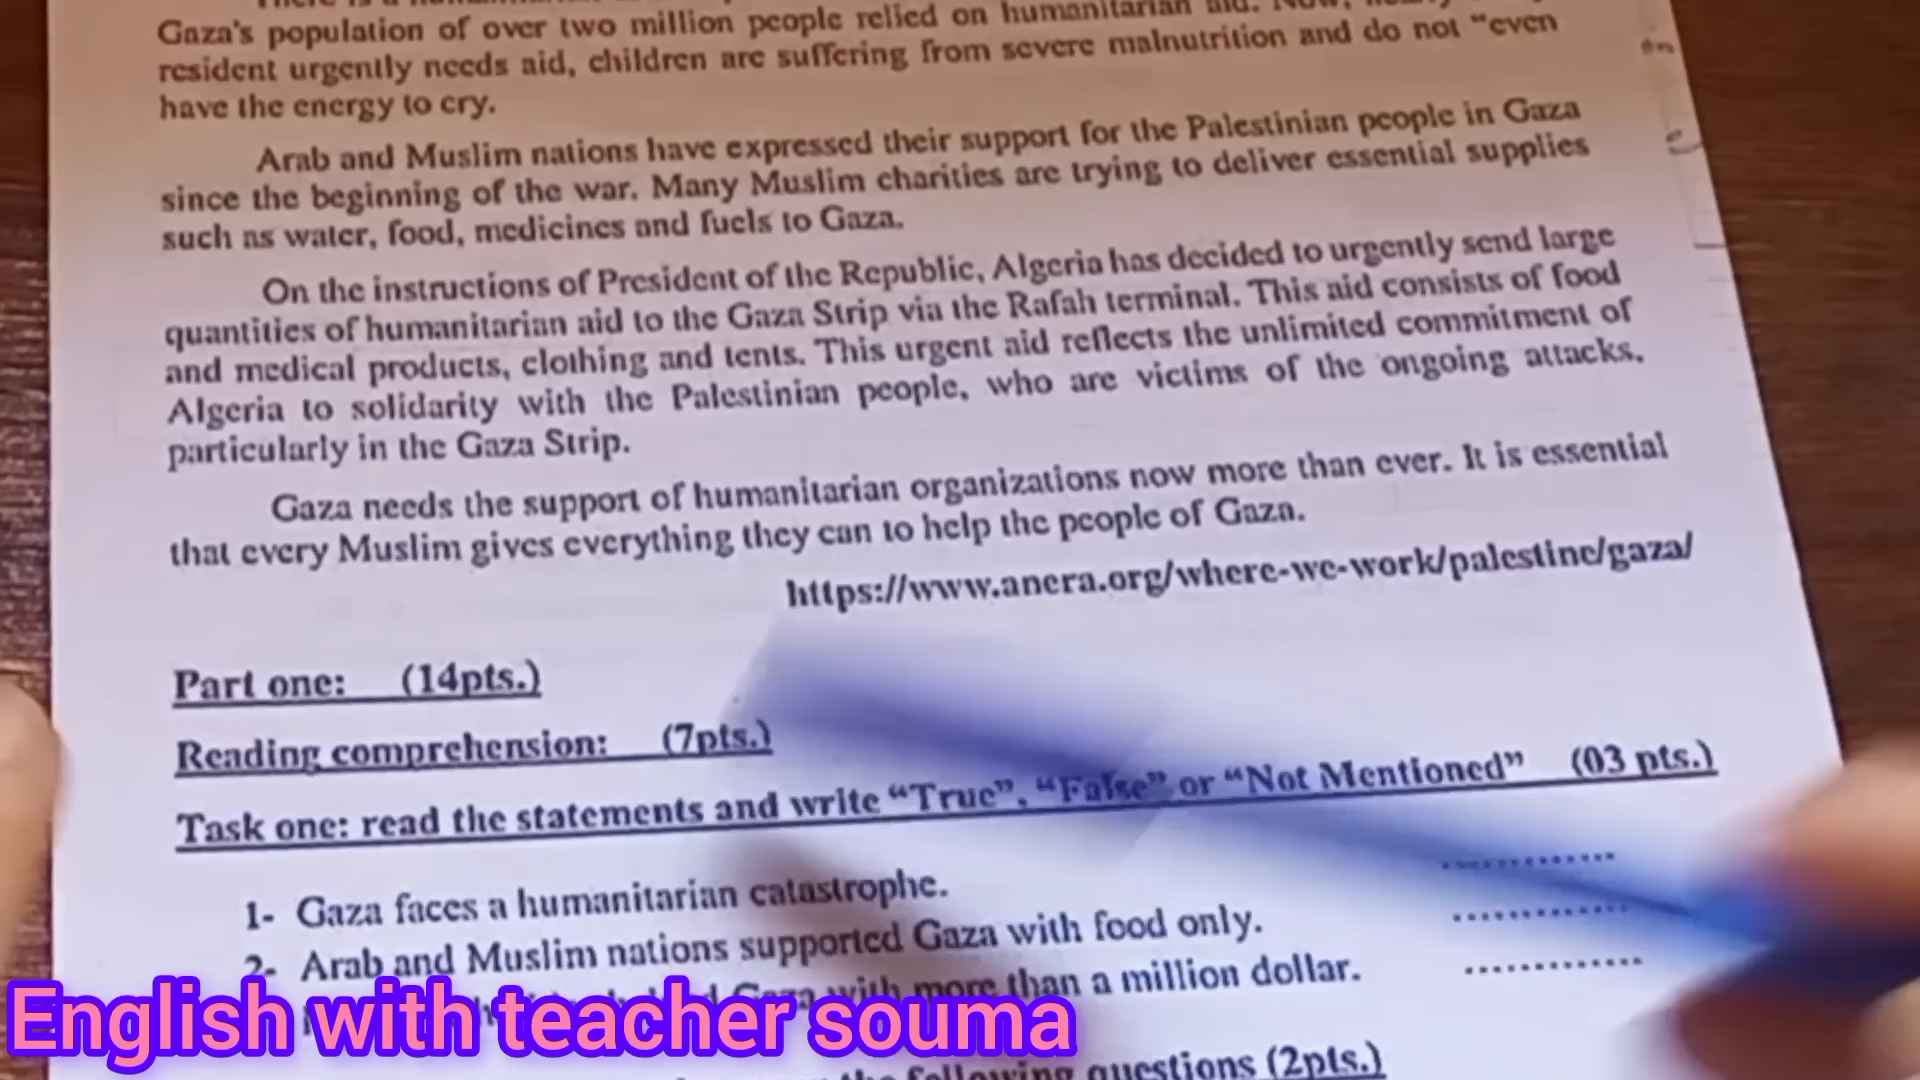 Gaza's population of over two million people relied on humanitarian aid. Now,
resident urgently needs aid, children are suffering from severe malnutrition and do not "even
have the energy to cry.
Arab and Muslim nations have expressed their support for the Palestinian people in Gaza
since the beginning of the war. Many Muslim charities are trying to deliver essential supplies
such as water, food, medicines and fuels to Gaza.
On the instructions of President of the Republic, Algeria has decided to urgently send large
quantities of humanitarian aid to the Gaza Strip via the Rafah terminal. This aid consists of food
and medical products, clothing and tents. This urgent aid reflects the unlimited commitment of
Algeria to solidarity with the Palestinian people, who are victims of the ongoing attacks,
particularly in the Gaza Strip.
Gaza needs the support of humanitarian organizations now more than ever. It is essential
that every Muslim gives everything they can to help the people of Gaza.
https://www.anera.org/where-we-work/palestine/gaza/
Part one: (14pts.)
Reading comprehension: (7pts.)
Task one: read the statements and write "True", "False" or "Not Mentioned" (03 pts.)
1- Gaza faces a humanitarian catastrophe. .............
2- Arab and Muslim nations supported Gaza with food only. .............
Gaza with more than a million dollar. .............
the following questions (2pts.)
English with teacher souma